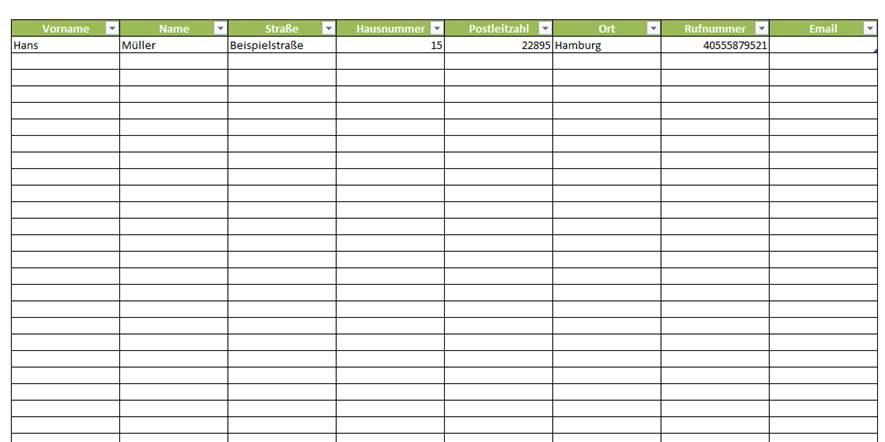 Vorname Name Straße Hausnummer Postleitzahl Ort Rufnummer Email
Hans Müller Beispielstraße 15 22895 Hamburg 40555879521